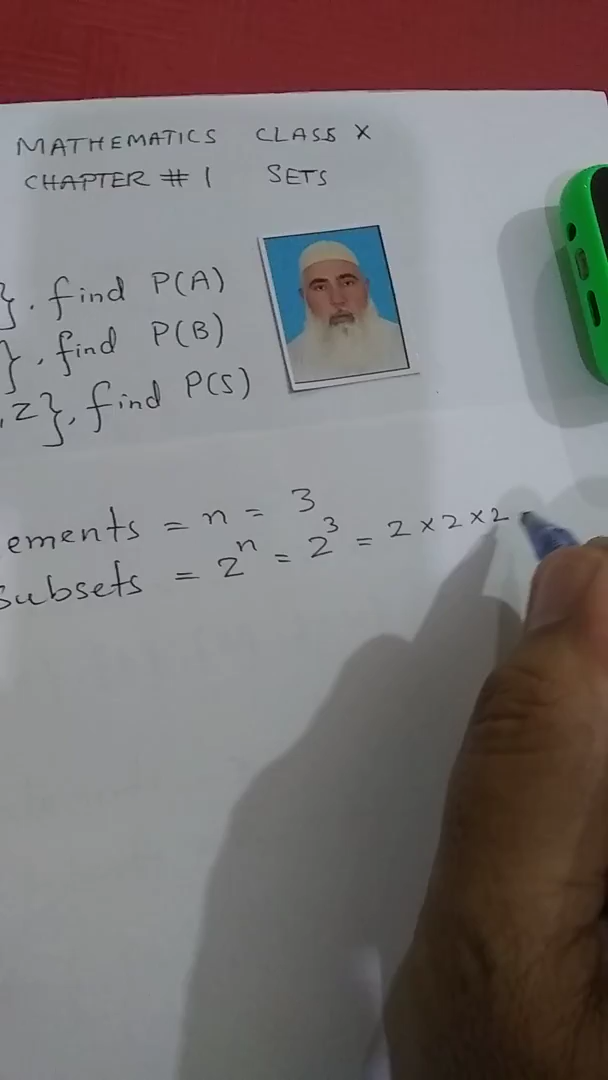 MATHEMATICS CLASS X
CHAPTER # 1 SETS
}. find P(A)
}, find P(B)
,z}, find P(S)
ements = n = 3
subsets = 2ⁿ = 2³ = 2 × 2 × 2